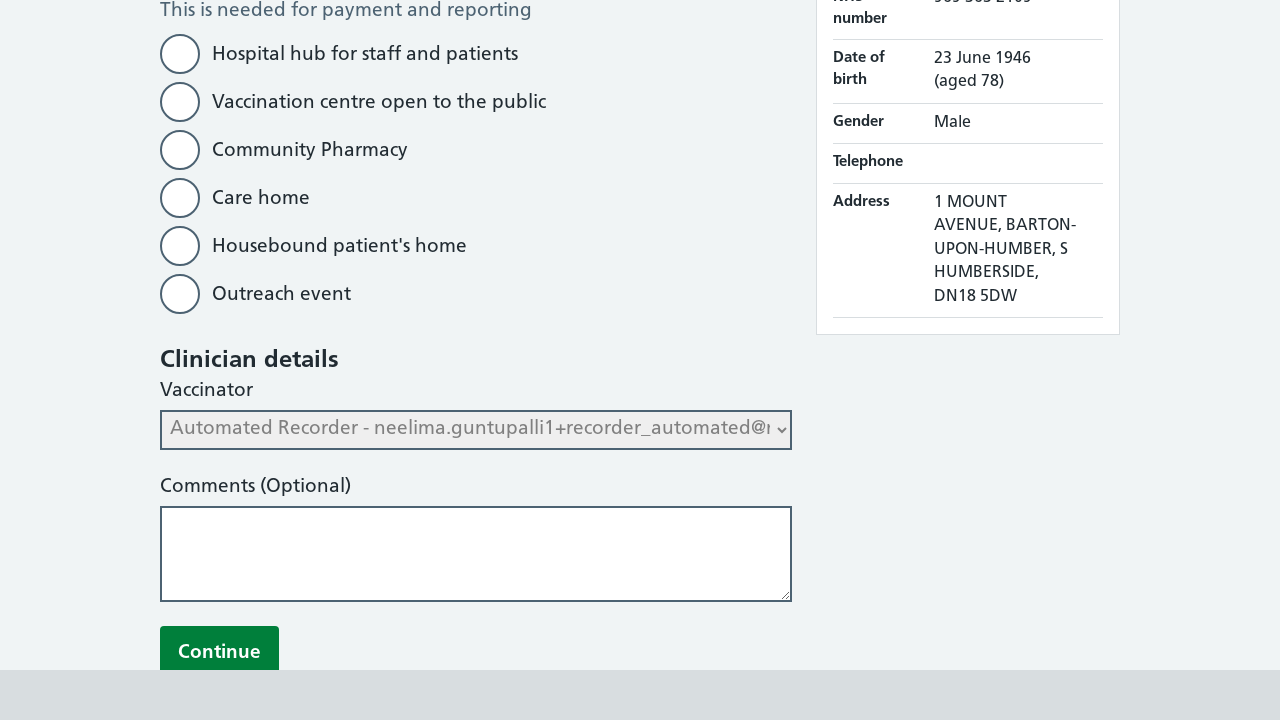 This is needed for payment and reporting
Hospital hub for staff and patients
Vaccination centre open to the public
Community Pharmacy
Care home
Housebound patient's home
Outreach event
Clinician details
Vaccinator
Automated Recorder - neelima.guntupalli1+recorder_automated@
Comments (Optional)
Continue
number
Date of birth
23 June 1946
(aged 78)
Gender
Male
Telephone
Address
1 MOUNT
AVENUE, BARTON-
UPON-HUMBER, S
HUMBERSIDE,
DN18 5DW